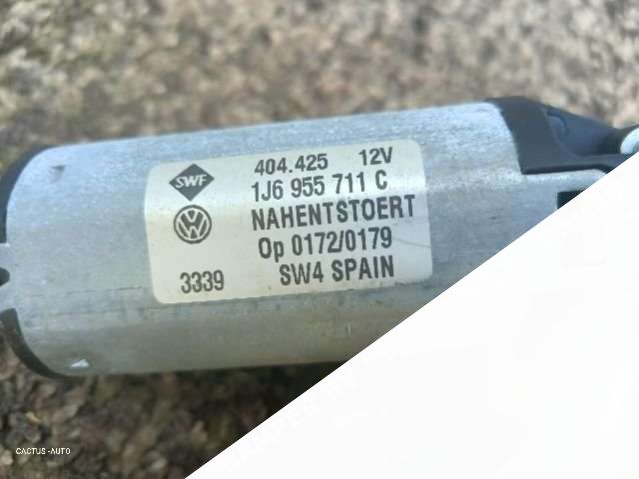 SWF 404.425 12V
1J6 955 711 C
NAHENTSTOERT
Op 0172/0179
3339 SW4 SPAIN
CACTUS-AUTO